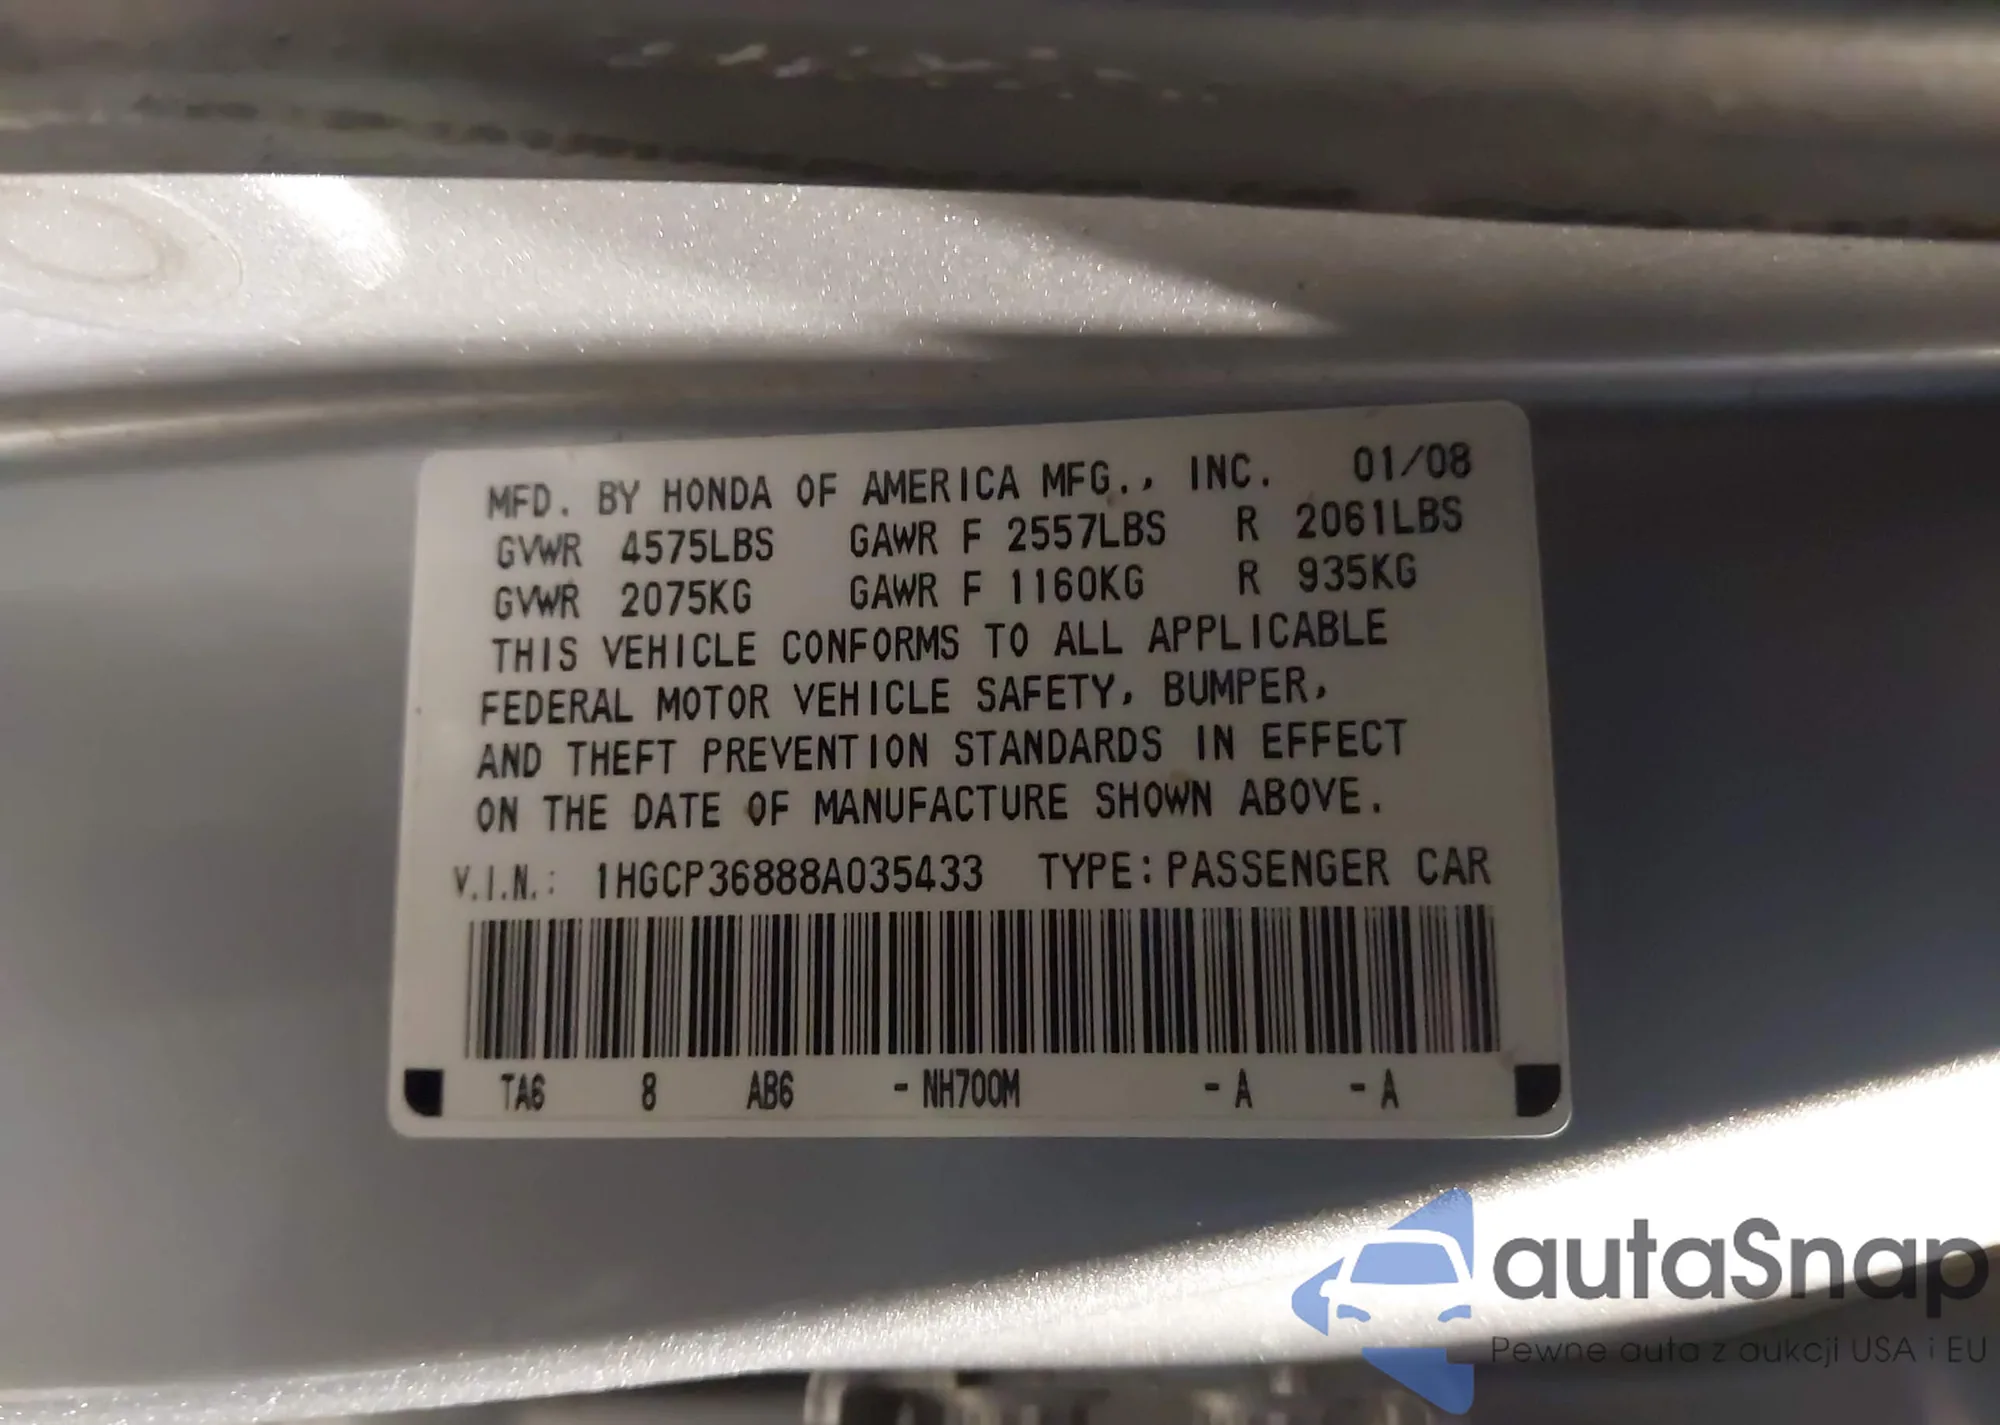 MFD. BY HONDA OF AMERICA MFG., INC. 01/08
GVWR 4575LBS GAWR F 2557LBS R 2061LBS
GVWR 2075KG GAWR F 1160KG R 935KG
THIS VEHICLE CONFORMS TO ALL APPLICABLE
FEDERAL MOTOR VEHICLE SAFETY, BUMPER,
AND THEFT PREVENTION STANDARDS IN EFFECT
ON THE DATE OF MANUFACTURE SHOWN ABOVE.
V.I.N.: 1HGCP36888A035433 TYPE: PASSENGER CAR
TA6 8 AB6 - NH700M - A - A
autaSnap
Pewne auta z aukcji USA i EU